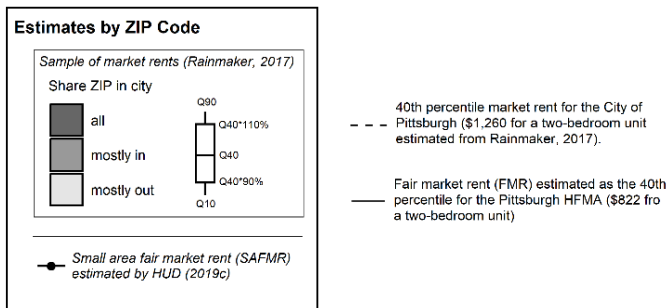 Estimates by ZIP Code
Sample of market rents (Rainmaker, 2017)
Share ZIP in city
all
mostly in
mostly out
Q90
Q40*110%
Q40
Q40*90%
Q10
Small area fair market rent (SAFMR)
estimated by HUD (2019c)
40th percentile market rent for the City of
Pittsburgh ($1,260 for a two-bedroom unit
estimated from Rainmaker, 2017).
Fair market rent (FMR) estimated as the 40th
percentile for the Pittsburgh HFMA ($822 fro
a two-bedroom unit)